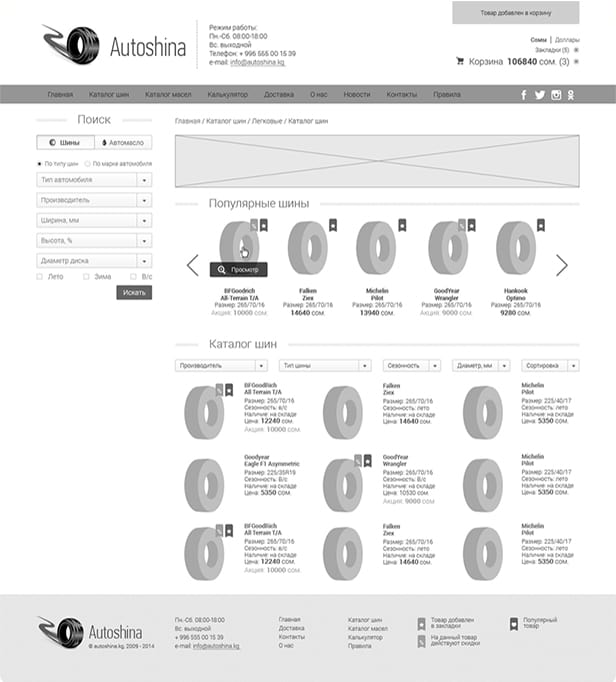 Товар добавлен в корзину
Autoshina
Режим работы:
Пн.-Сб. 08:00-18:00
Вс. выходной
Телефон: + 996 555 00 15 39
e-mail: info@autoshina.kg
Сомы | Доллары
Закладки (5)
Корзина 106840 сом. (3)
Главная Каталог шин Каталог масел Калькулятор Доставка О нас Новости Контакты Правила
Поиск
Шины Автомасло
По типу шин По марке автомобиля
Тип автомобиля
Производитель
Ширина, мм
Высота, %
Диаметр диска
Лето Зима В/с
Искать
Главная / Каталог шин / Легковые / Каталог шин
Популярные шины
Просмотр
BFGoodrich
All-Terrain T/A
Размер: 265/70/16
Акция: 10000 сом.
Falken
Ziex
Размер: 265/70/16
14640 сом.
Michelin
Pilot
Размер: 265/70/16
13940 сом.
GoodYear
Wrangler
Размер: 265/70/16
Акция: 9000 сом.
Hankook
Optimo
Размер: 265/70/16
9280 сом.
Каталог шин
Производитель Тип шины Сезонность Диаметр, мм Сортировка
BFGoodRich
All Terrain T/A
Размер: 265/70/16
Сезонность: в/с
Наличие: на складе
Цена: 12240 сом.
Акция: 10000 сом.
Falken
Ziex
Размер: 265/70/16
Сезонность: лето
Наличие: на складе
Цена: 14640 сом.
Michelin
Pilot
Размер: 225/40/17
Сезонность: лето
Наличие: на складе
Цена: 5350 сом.
Goodyear
Eagle F1 Asymmetric
Размер: 225/35R19
Сезонность: В/с
Наличие: на складе
Цена: 5350 сом.
GoodYear
Wrangler
Размер: 265/70/16
Сезонность: В/с
Наличие: на складе
Цена: 10530 сом.
Акция: 9000 сом.
Michelin
Pilot
Размер: 225/40/17
Сезонность: лето
Наличие: на складе
Цена: 5350 сом.
BFGoodRich
All Terrain T/A
Размер: 265/70/16
Сезонность: в/с
Наличие: на складе
Цена: 12240 сом.
Акция: 10000 сом.
Falken
Ziex
Размер: 265/70/16
Сезонность: лето
Наличие: на складе
Цена: 14640 сом.
Michelin
Pilot
Размер: 225/40/17
Сезонность: лето
Наличие: на складе
Цена: 5350 сом.
Autoshina
© autoshina.kg. 2009 - 2014
Пн.-Сб. 08:00-18:00
Вс. выходной
+ 996 555 00 15 39
e-mail: info@autoshina.kg
Главная
Доставка
Контакты
О нас
Каталог шин
Каталог масел
Калькулятор
Правила
Товар добавлен
в закладки
На данный товар
действуют скидки
Популярный
товар